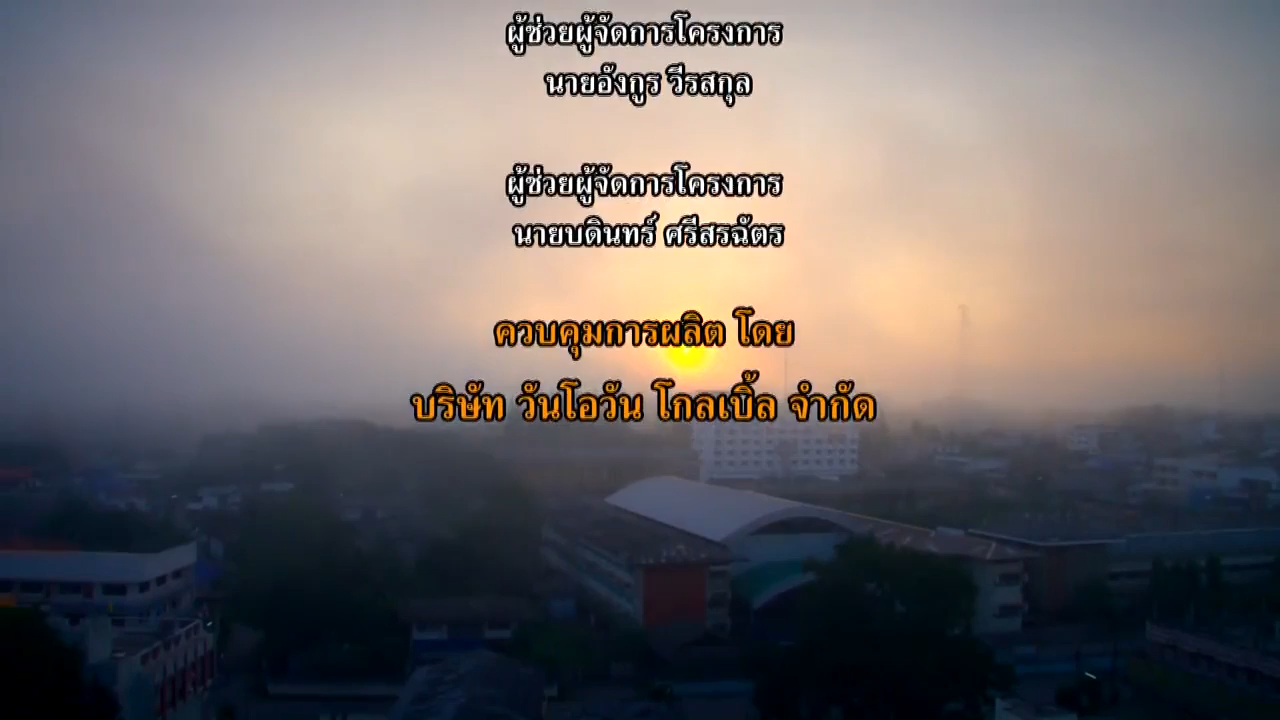 ผู้ช่วยผู้จัดการโครงการ
นายอังกูร วีรสกุล
ผู้ช่วยผู้จัดการโครงการ
นายบดินทร์ ศรีสรฉัตร
ควบคุมการผลิต โดย
บริษัท วันโอวัน โกลเบิ้ล จำกัด